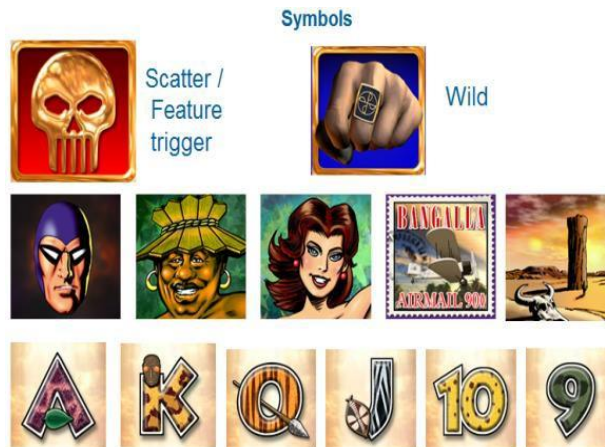 Symbols
Scatter /
Feature
trigger
Wild
BANGALLA
AIRMAIL 900
A K Q J 10 9